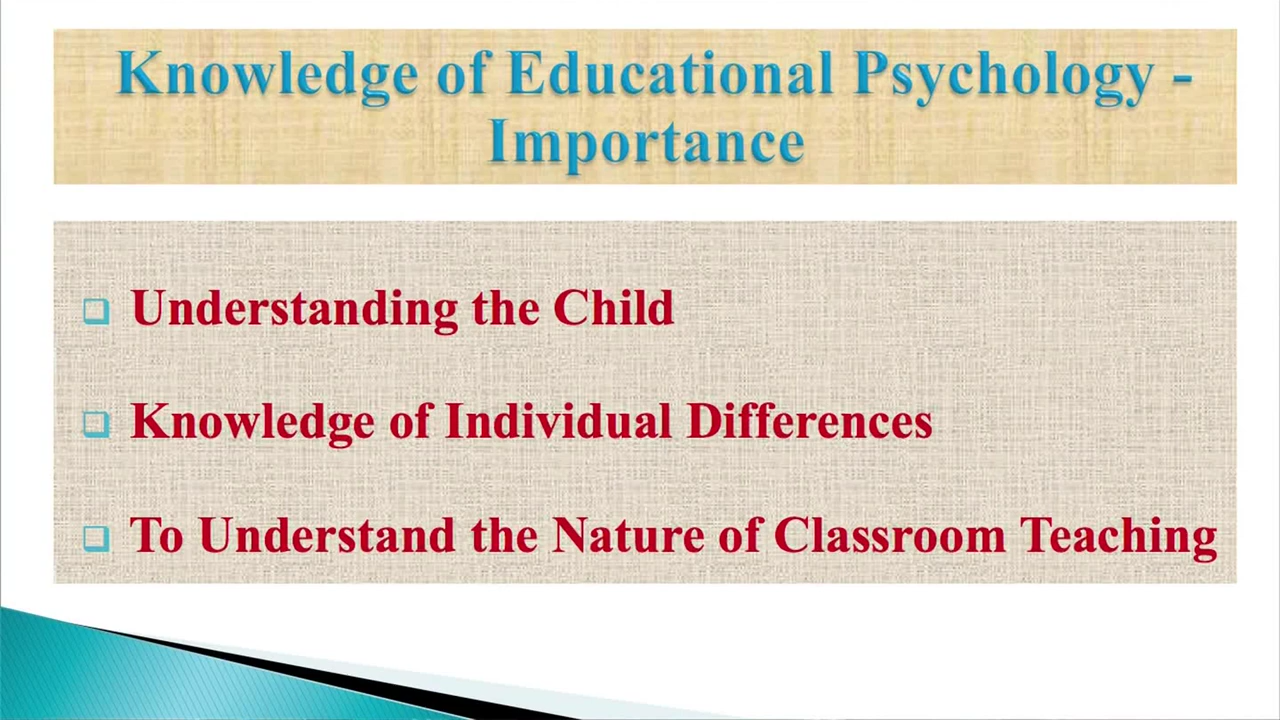 Knowledge of Educational Psychology -
Importance
Understanding the Child
Knowledge of Individual Differences
To Understand the Nature of Classroom Teaching